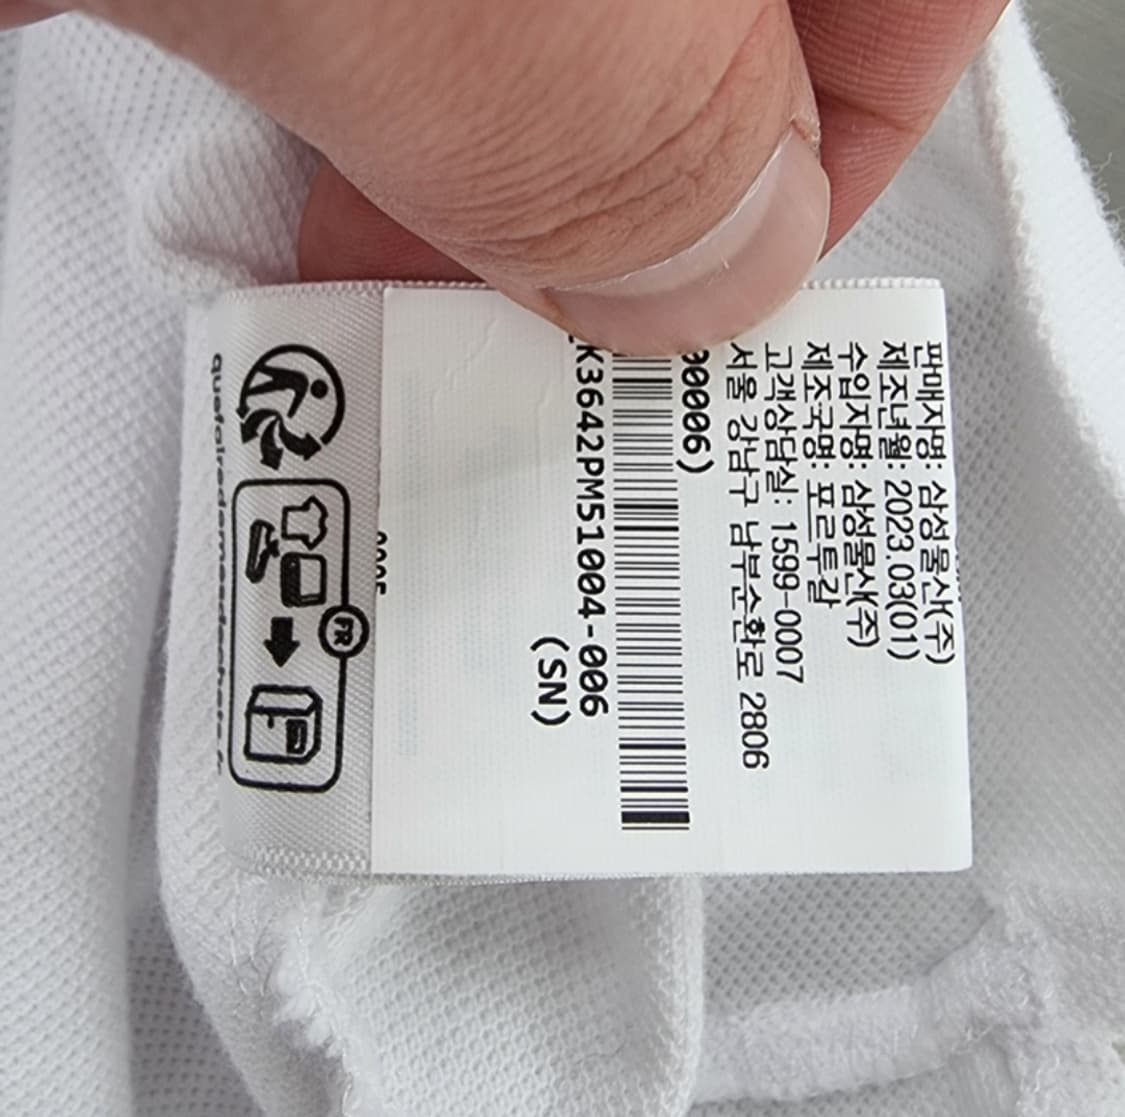 판매자명: 삼성물산(주)
제조년월: 2023.03(01)
수입자명: 삼성물산(주)
제조국명: 포르투갈
고객상담실: 1599-0007
서울 강남구 남부순환로 2806
00006)
K3642PM51004-006
(SN)
FR